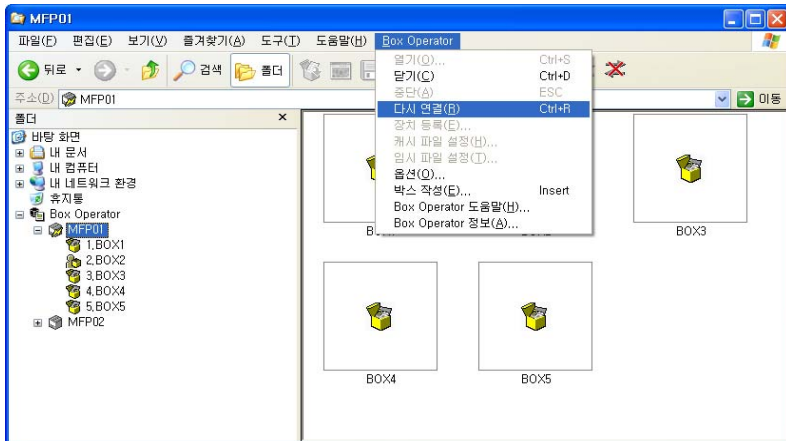 MFP01
파일(F) 편집(E) 보기(V) 즐겨찾기(A) 도구(T) 도움말(H) Box Operator
뒤로 검색 폴더
주소(D) MFP01 이동
폴더
바탕 화면
내 문서
내 컴퓨터
내 네트워크 환경
휴지통
Box Operator
MFP01
1,BOX1
2,BOX2
3,BOX3
4,BOX4
5,BOX5
MFP02
열기(O)... Ctrl+S
닫기(C) Ctrl+D
중단(A) ESC
다시 연결(R) Ctrl+R
장치 등록(E)...
캐시 파일 설정(H)...
임시 파일 설정(T)...
옵션(O)...
박스 작성(E)... Insert
Box Operator 도움말(H)...
Box Operator 정보(A)...
BOX3
BOX4 BOX5